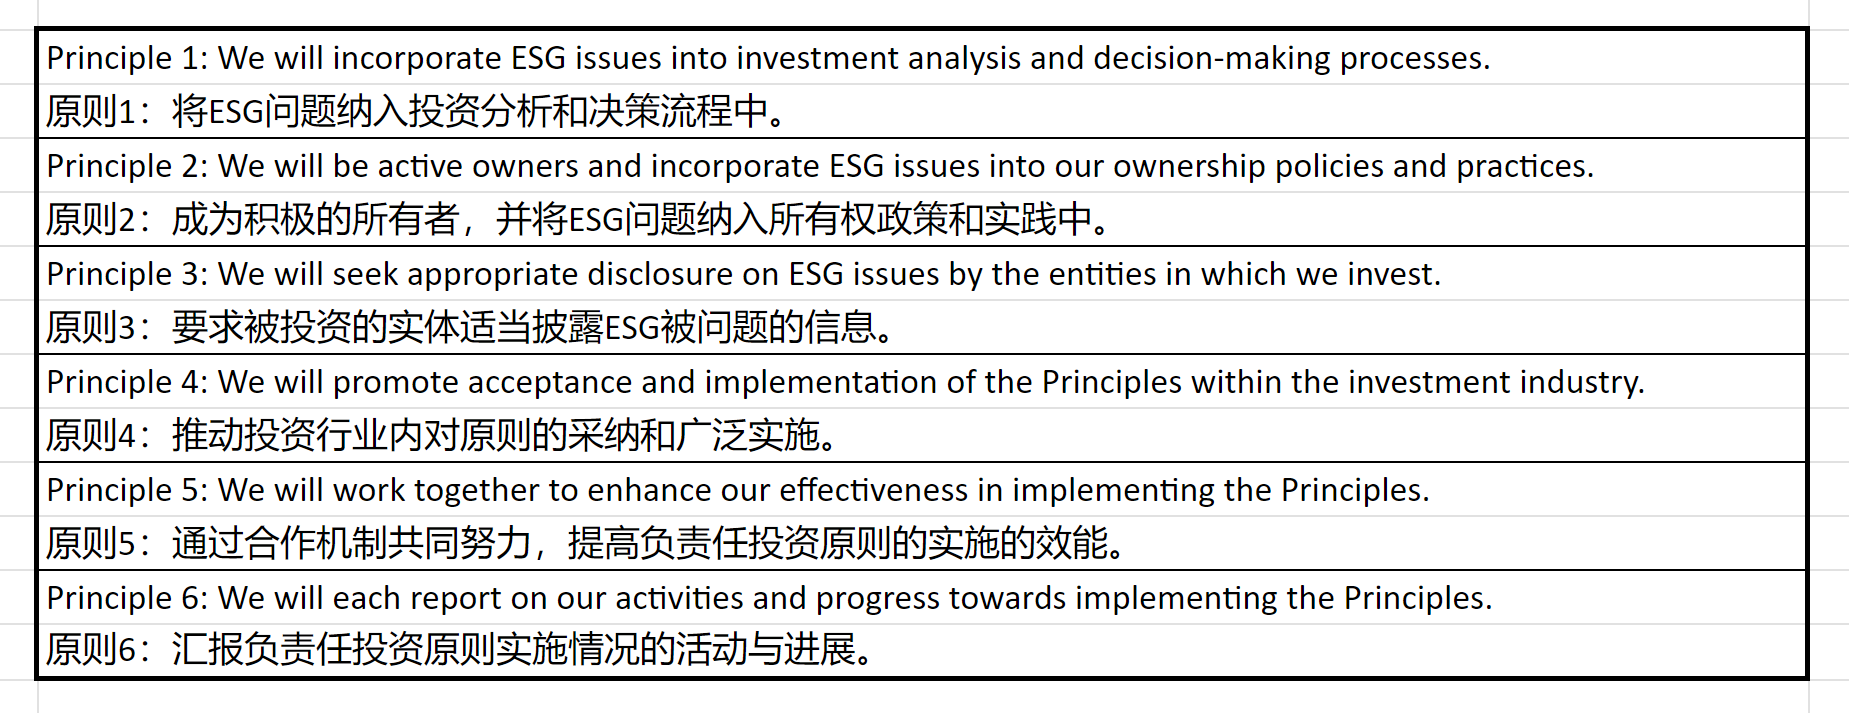 Principle 1: We will incorporate ESG issues into investment analysis and decision-making processes.
原则1：将ESG问题纳入投资分析和决策流程中。
Principle 2: We will be active owners and incorporate ESG issues into our ownership policies and practices.
原则2：成为积极的所有者，并将ESG问题纳入所有权政策和实践中。
Principle 3: We will seek appropriate disclosure on ESG issues by the entities in which we invest.
原则3：要求被投资的实体适当披露ESG被问题的信息。
Principle 4: We will promote acceptance and implementation of the Principles within the investment industry.
原则4：推动投资行业内对原则的采纳和广泛实施。
Principle 5: We will work together to enhance our effectiveness in implementing the Principles.
原则5：通过合作机制共同努力，提高负责任投资原则的实施的效能。
Principle 6: We will each report on our activities and progress towards implementing the Principles.
原则6：汇报负责任投资原则实施情况的活动与进展。